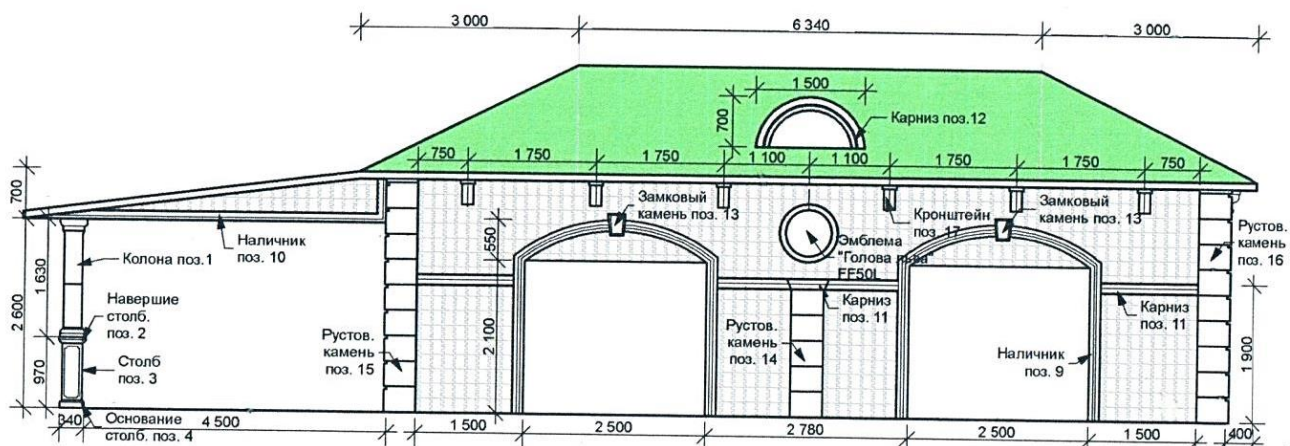 3 000
6 340
3 000
1 500
700
Карниз поз.12
750
1 750
1 750
1 100
1 100
1 750
1 750
750
700
Замковый
камень поз. 13
Кронштейн
поз. 17
Замковый
камень поз. 13
Рустов.
камень
поз. 16
550
Наличник
поз. 10
Колона поз.1
Эмблема
"Голова льва"
FF50L
1 630
2 600
Навершие
столб.
поз. 2
Карниз
поз. 11
Карниз
поз. 11
Рустов.
камень
поз. 15
2 100
Рустов.
камень
поз. 14
Наличник
поз. 9
1 900
970
Столб
поз. 3
Основание
столб. поз. 4
340
4 500
1 500
2 500
2 780
2 500
1 500
400